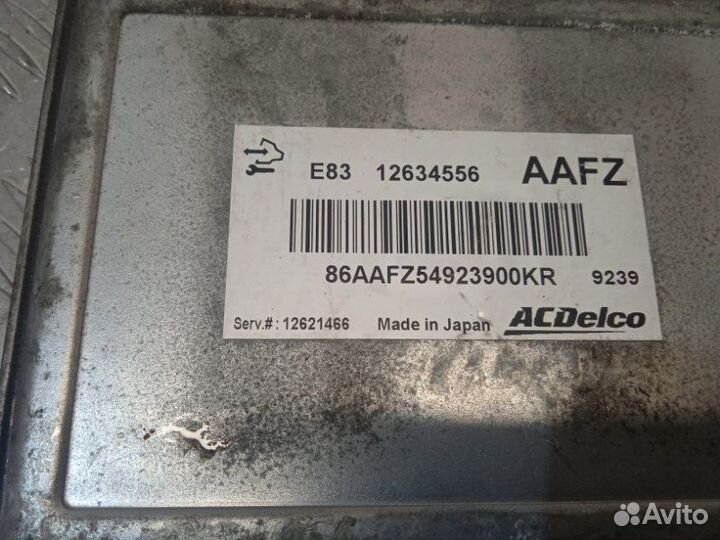 E83 12634556 AAFZ
86AAFZ54923900KR 9239
Serv.#: 12621466 Made in Japan ACDelco
Avito